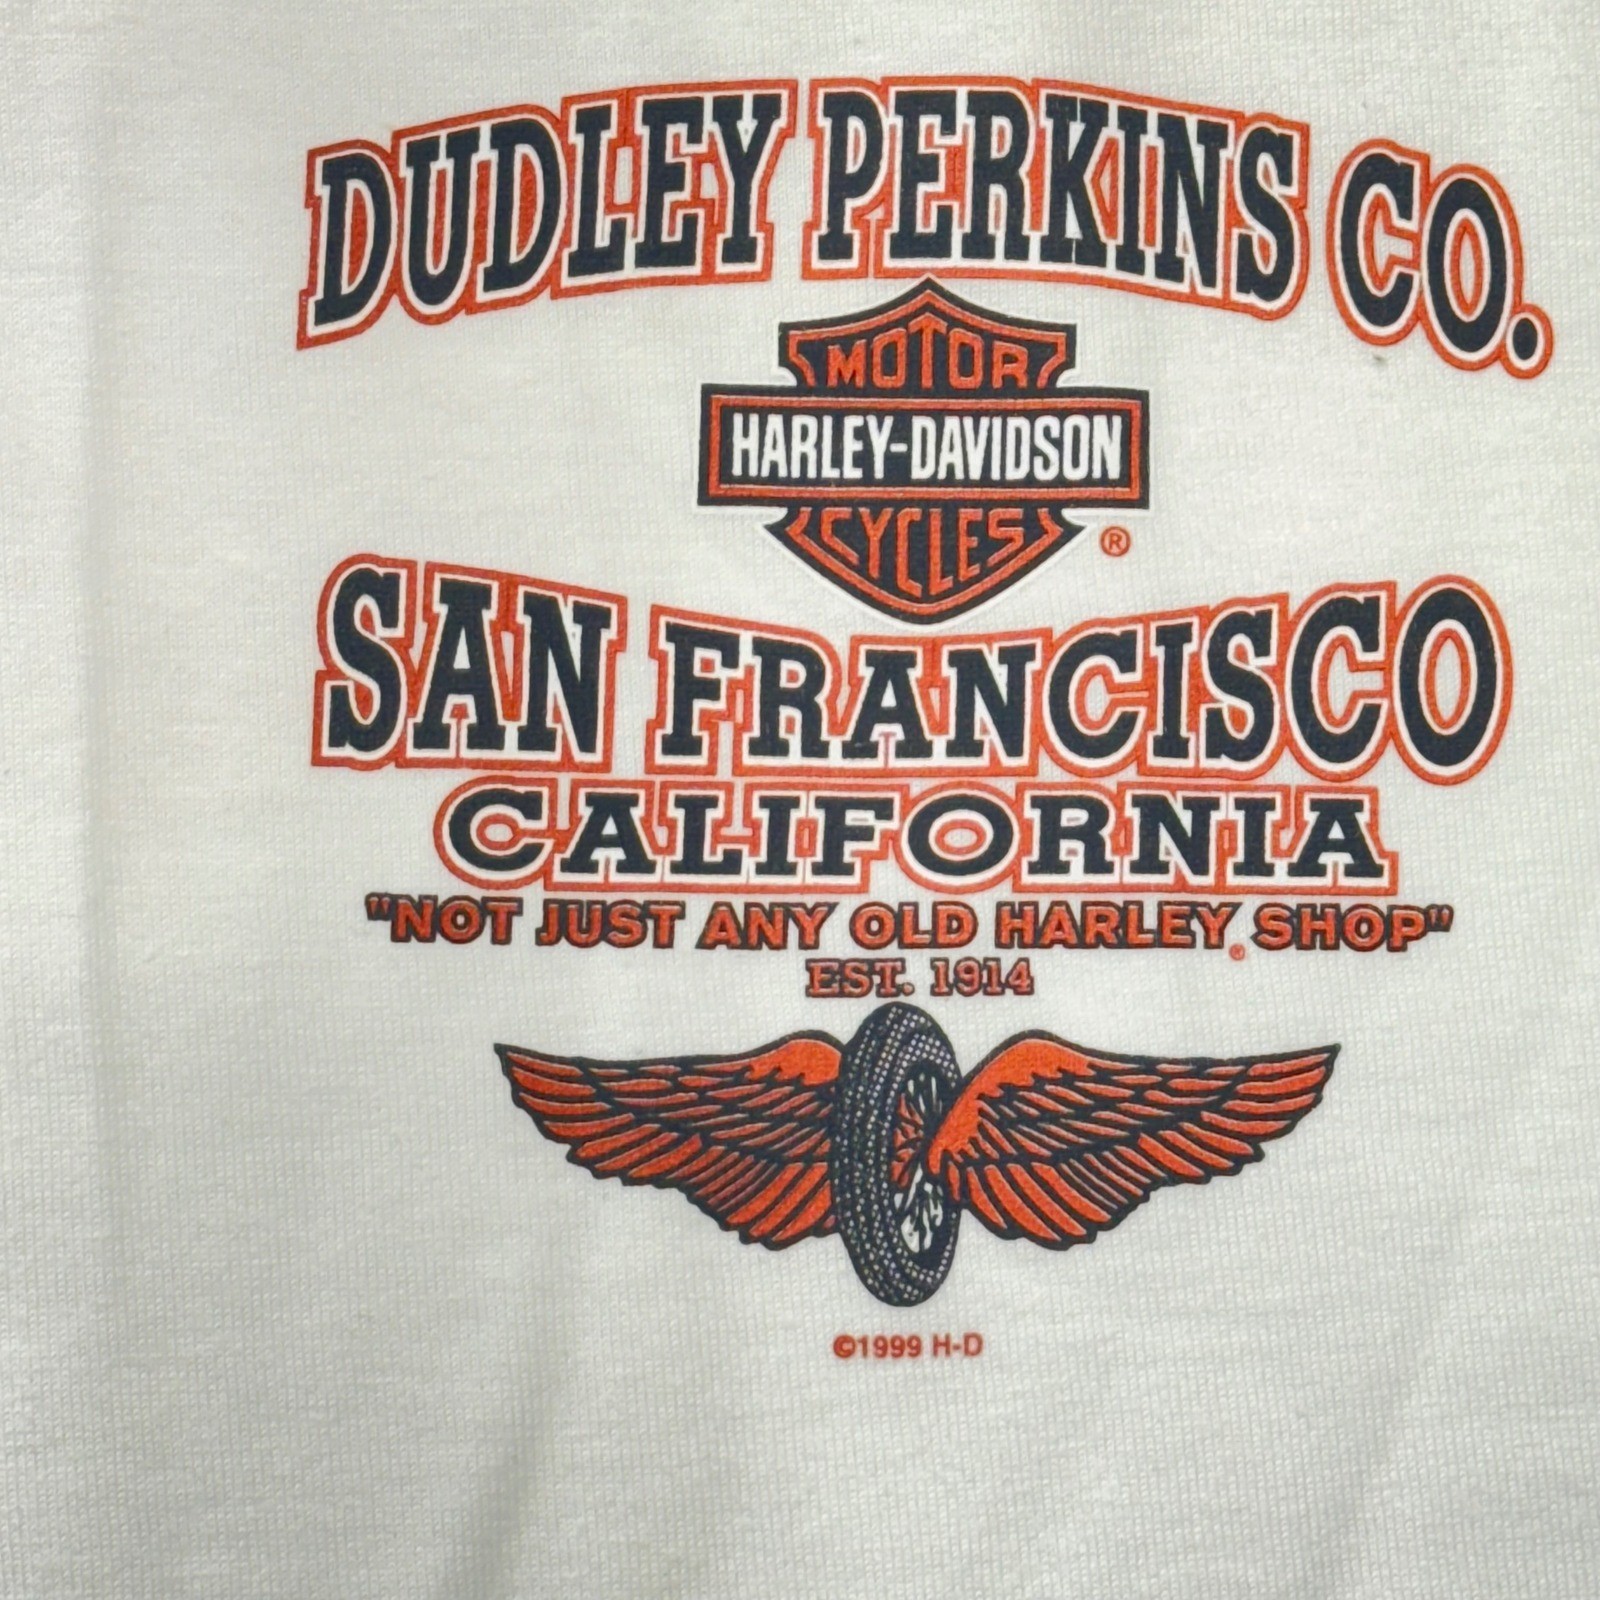 DUDLEY PERKINS CO.
MOTOR
HARLEY-DAVIDSON
CYCLES ®
SAN FRANCISCO
CALIFORNIA
"NOT JUST ANY OLD HARLEY® SHOP"
EST. 1914
©1999 H-D